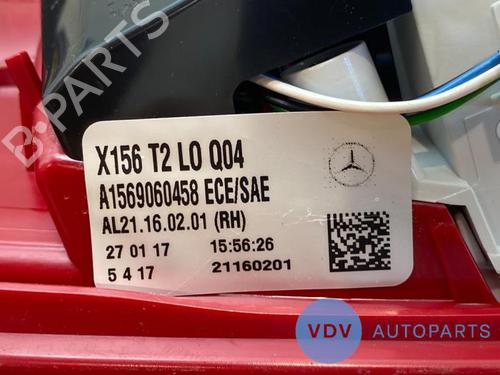 B-PARTS
X156 T2 LO Q04
A1569060458 ECE/SAE
AL21.16.02.01 (RH)
27 01 17 15:56:26
5 4 17 21160201
VDV AUTOPARTS